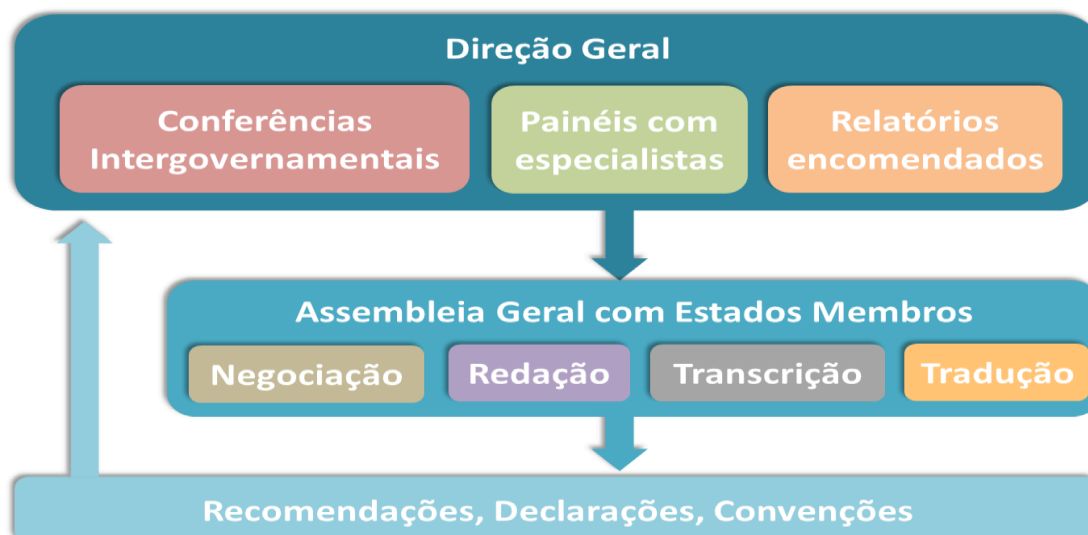 Direção Geral
Conferências
Intergovernamentais
Painéis com
especialistas
Relatórios
encomendados
Assembleia Geral com Estados Membros
Negociação
Redação
Transcrição
Tradução
Recomendações, Declarações, Convenções